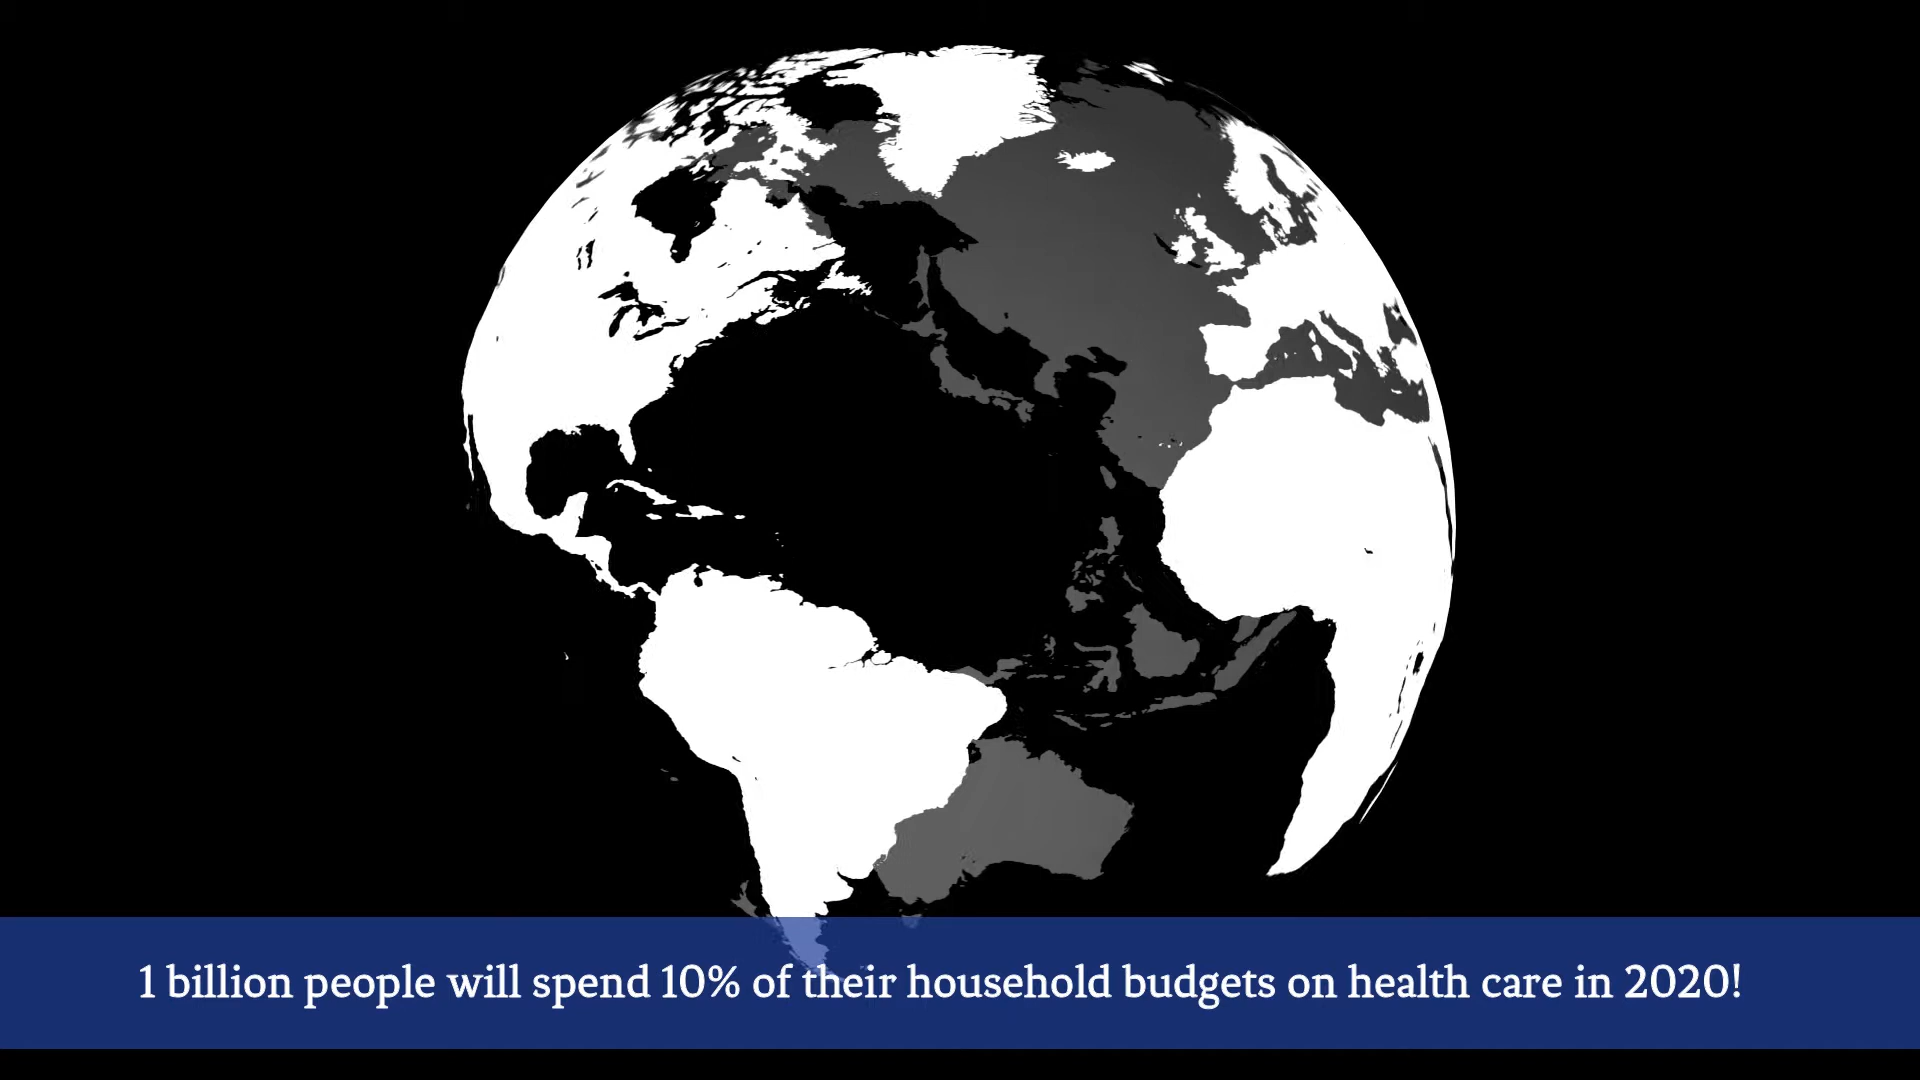 1 billion people will spend 10% of their household budgets on health care in 2020!